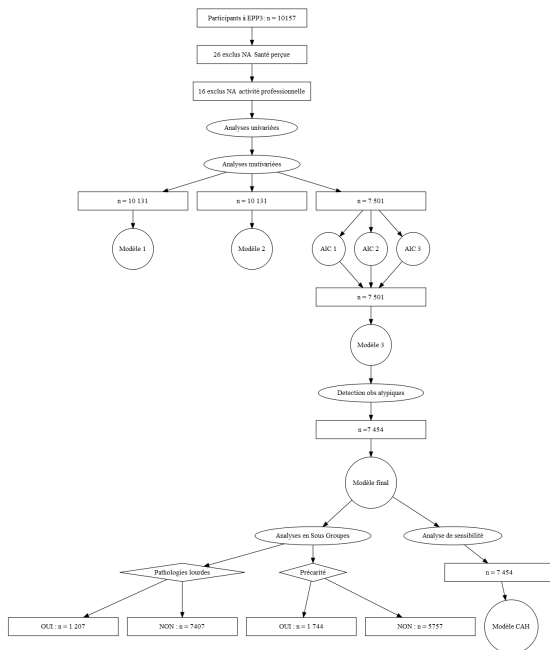 Participants à EPP3: n = 10157
26 exclus NA Santé perçue
16 exclus NA activité professionnelle
Analyses univariées
Analyses mutivariées
n = 10 131
n = 10 131
n = 7 501
Modèle 1
Modèle 2
AIC 1
AIC 2
AIC 3
n = 7 501
Modèle 3
Detection obs atypiques
n =7 454
Modèle final
Analyses en Sous Groupes
Analyse de sensibilité
Pathologies lourdes
Précarité
n = 7 454
OUI : n = 1 207
NON : n = 7407
OUI : n = 1 744
NON : n = 5757
Modèle CAH